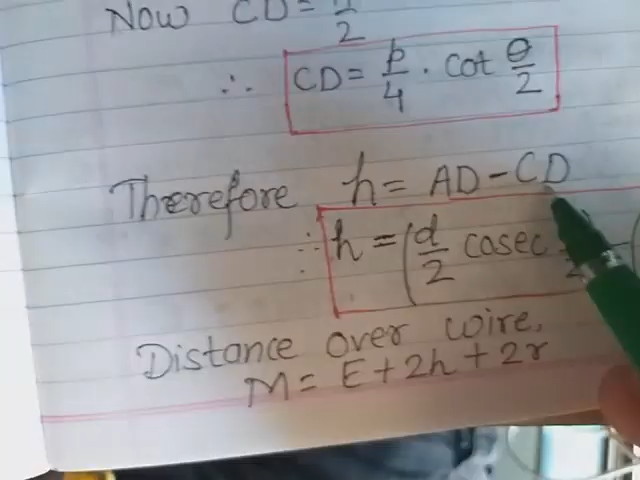 Now CD =
2
∴ CD = p/4 . cot θ/2
Therefore h = AD - CD
∴ h = (d/2 cosec
Distance over wire,
M = E + 2h + 2r